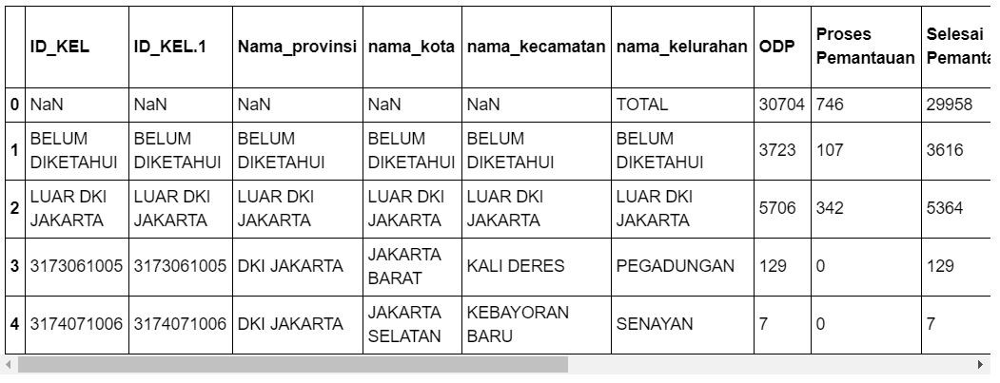 ID_KEL ID_KEL.1 Nama_provinsi nama_kota nama_kecamatan nama_kelurahan ODP Proses Pemantauan Selesai
0 NaN NaN NaN NaN NaN TOTAL 30704 746 29958
1 BELUM DIKETAHUI BELUM DIKETAHUI BELUM DIKETAHUI BELUM DIKETAHUI BELUM DIKETAHUI BELUM DIKETAHUI 3723 107 3616
2 LUAR DKI JAKARTA LUAR DKI JAKARTA LUAR DKI JAKARTA LUAR DKI JAKARTA LUAR DKI JAKARTA LUAR DKI JAKARTA 5706 342 5364
3 3173061005 3173061005 DKI JAKARTA JAKARTA BARAT KALI DERES PEGADUNGAN 129 0 129
4 3174071006 3174071006 DKI JAKARTA JAKARTA SELATAN KEBAYORAN BARU SENAYAN 7 0 7